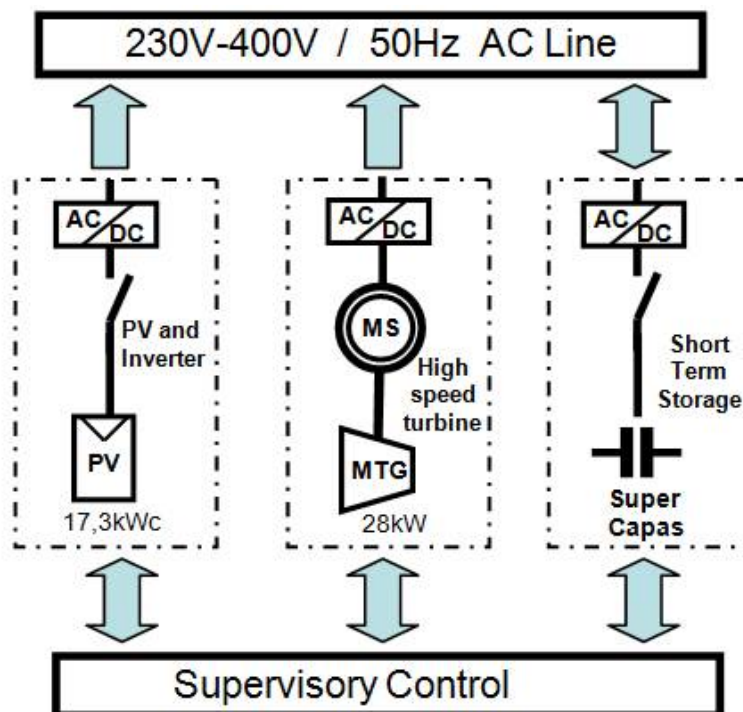 230V-400V / 50Hz AC Line
AC
DC
PV and
Inverter
PV
17,3kWc
AC
DC
MS
High
speed
turbine
MTG
28kW
AC
DC
Short
Term
Storage
Super
Capas
Supervisory Control